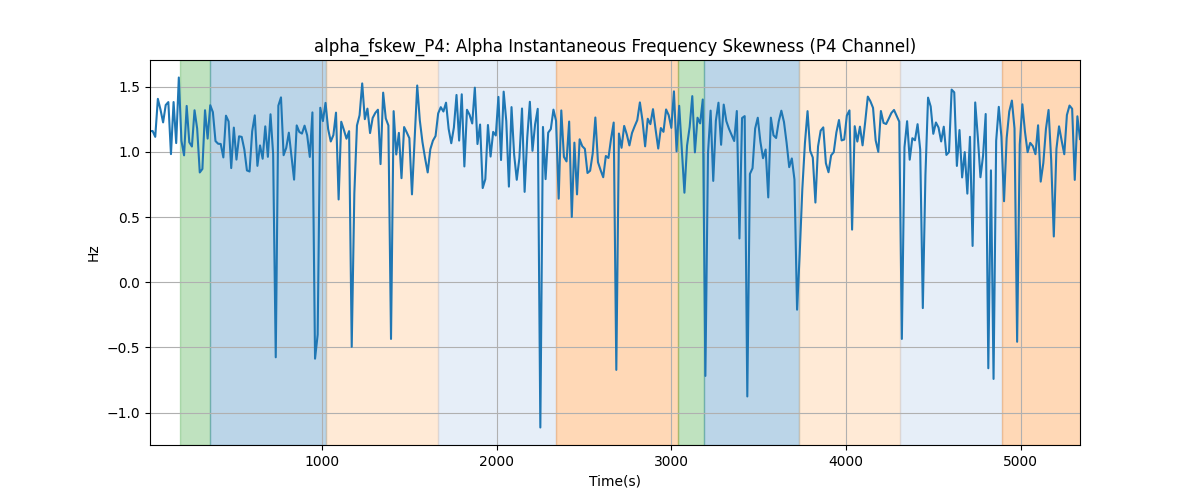 alpha_fskew_P4: Alpha Instantaneous Frequency Skewness (P4 Channel)
1.5
1.0
0.5
0.0
−0.5
−1.0
Hz
1000 2000 3000 4000 5000
Time(s)